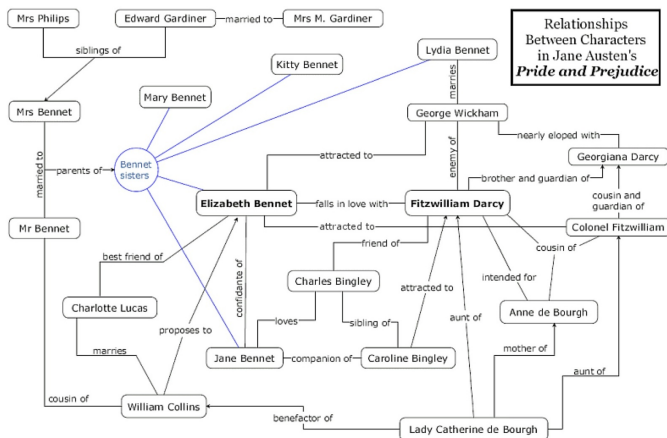 Mrs Philips
Edward Gardiner
married to
Mrs M. Gardiner
Relationships
Between Characters
in Jane Austen's
Pride and Prejudice
siblings of
Lydia Bennet
Kitty Bennet
Mary Bennet
marries
Mrs Bennet
George Wickham
nearly eloped with
married to
parents of
Bennet
sisters
attracted to
enemy of
Georgiana Darcy
brother and guardian of
cousin and
guardian of
Elizabeth Bennet
falls in love with
Fitzwilliam Darcy
Mr Bennet
attracted to
Colonel Fitzwilliam
friend of
cousin of
best friend of
confidante of
Charles Bingley
attracted to
intended for
Charlotte Lucas
Anne de Bourgh
proposes to
loves
sibling of
aunt of
marries
Jane Bennet
companion of
Caroline Bingley
mother of
aunt of
cousin of
William Collins
benefactor of
Lady Catherine de Bourgh